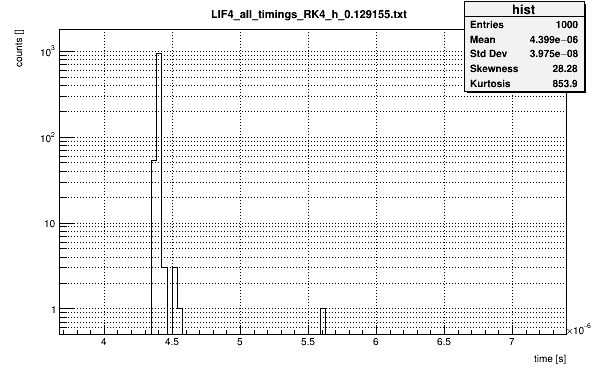 LIF4_all_timings_RK4_h_0.129155.txt
hist
Entries 1000
Mean 4.399e−06
Std Dev 3.975e−08
Skewness 28.28
Kurtosis 853.9
counts []
10³
10²
10
1
4 4.5 5 5.5 6 6.5 7
×10⁻⁶
time [s]